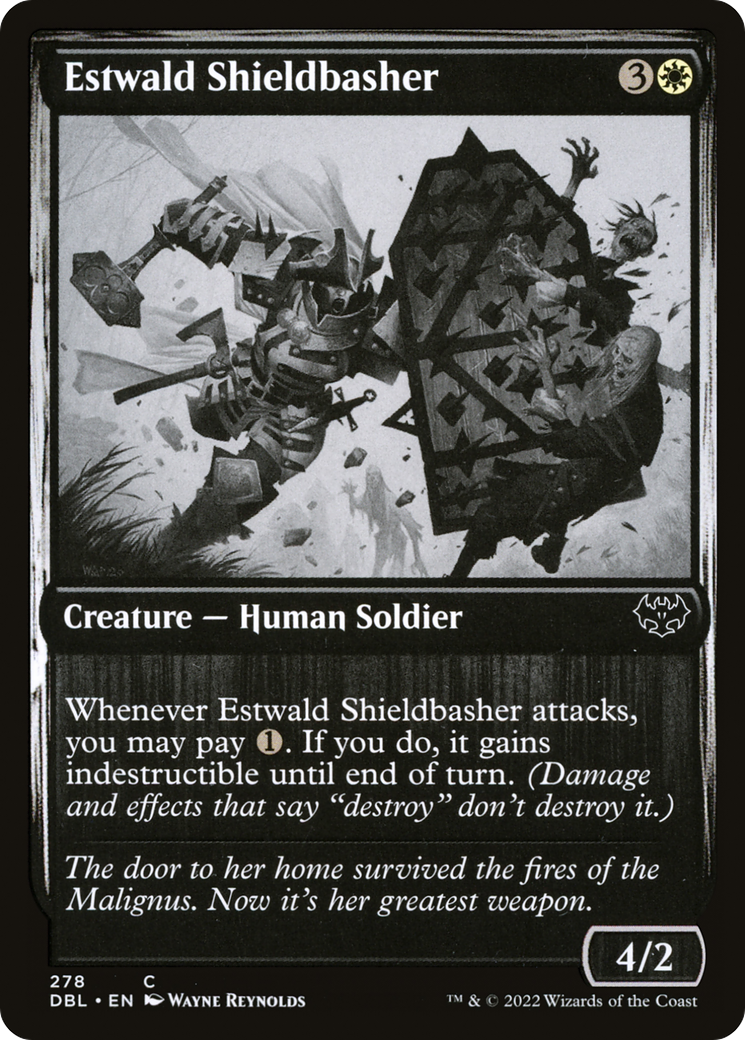 Estwald Shieldbasher 3
Creature — Human Soldier
Whenever Estwald Shieldbasher attacks,
you may pay 1. If you do, it gains
indestructible until end of turn. (Damage
and effects that say “destroy” don’t destroy it.)
The door to her home survived the fires of the
Malignus. Now it’s her greatest weapon.
4/2
278 C
DBL • EN Wayne Reynolds ™ & © 2022 Wizards of the Coast